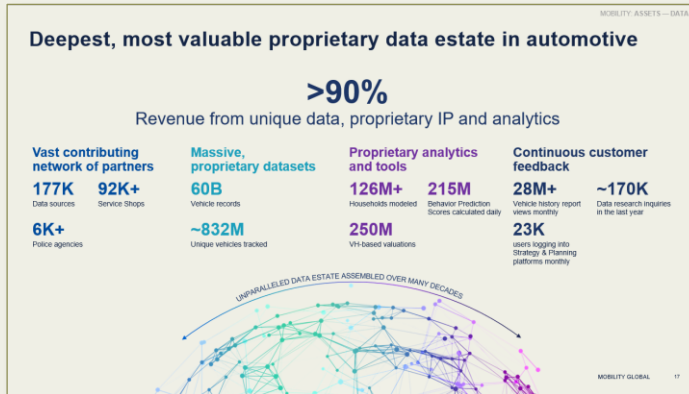 MOBILITY: ASSETS — DATA
Deepest, most valuable proprietary data estate in automotive
>90%
Revenue from unique data, proprietary IP and analytics
Vast contributing
network of partners
177K
Data sources
92K+
Service Shops
6K+
Police agencies
Massive,
proprietary datasets
60B
Vehicle records
~832M
Unique vehicles tracked
Proprietary analytics
and tools
126M+
Households modeled
215M
Behavior Prediction
Scores calculated daily
250M
VH-based valuations
Continuous customer
feedback
28M+
Vehicle history report
views monthly
~170K
Data research inquiries
in the last year
23K
users logging into
Strategy & Planning
platforms monthly
UNPARALLELED DATA ESTATE ASSEMBLED OVER MANY DECADES
MOBILITY GLOBAL
17